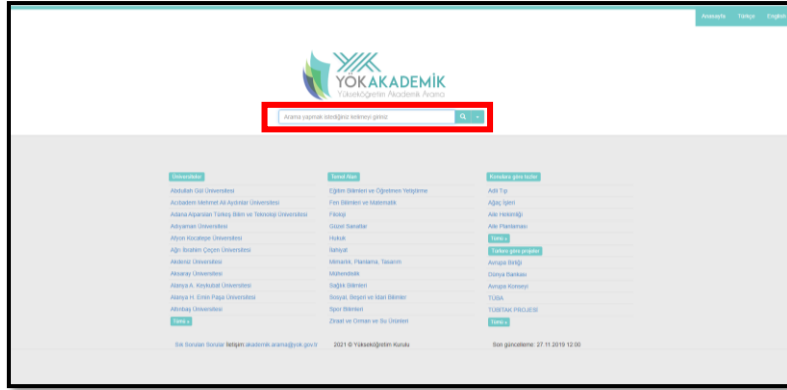 Anasayfa Türkçe English
YÖKAKADEMİK
Yükseköğretim Akademik Arama
Arama yapmak istediğiniz kelimeyi giriniz
Üniversiteler
Abdullah Gül Üniversitesi
Acıbadem Mehmet Ali Aydınlar Üniversitesi
Adana Alparslan Türkeş Bilim ve Teknoloji Üniversitesi
Adıyaman Üniversitesi
Afyon Kocatepe Üniversitesi
Ağrı İbrahim Çeçen Üniversitesi
Akdeniz Üniversitesi
Aksaray Üniversitesi
Alanya A. Keykubat Üniversitesi
Alanya H. Emin Paşa Üniversitesi
Altınbaş Üniversitesi
Tümü »
Temel Alan
Eğitim Bilimleri ve Öğretmen Yetiştirme
Fen Bilimleri ve Matematik
Filoloji
Güzel Sanatlar
Hukuk
İlahiyat
Mimarlık, Planlama, Tasarım
Mühendislik
Sağlık Bilimleri
Sosyal, Beşeri ve İdari Bilimler
Spor Bilimleri
Ziraat ve Orman ve Su Ürünleri
Konulara göre tezler
Adli Tıp
Ağaç İşleri
Aile Hekimliği
Aile Planlaması
Tümü »
Türlere göre projeler
Avrupa Birliği
Dünya Bankası
Avrupa Konseyi
TÜBA
TÜBİTAK PROJESİ
Tümü »
Sık Sorulan Sorular İletişim:akademik.arama@yok.gov.tr
2021 © Yükseköğretim Kurulu
Son güncelleme: 27.11.2019 12:00